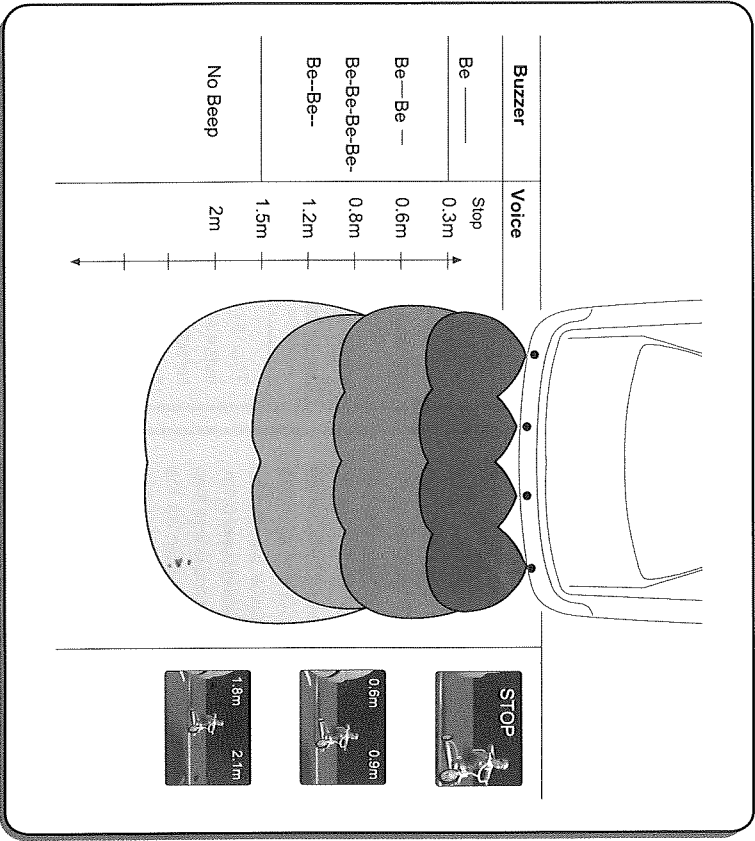 Buzzer
Voice
Be ——
Be—Be —
Be-Be-Be-Be-
Be--Be--
No Beep
Stop
0.3m
0.6m
0.8m
1.2m
1.5m
2m
STOP
0.6m 0.9m
1.8m 2.1m